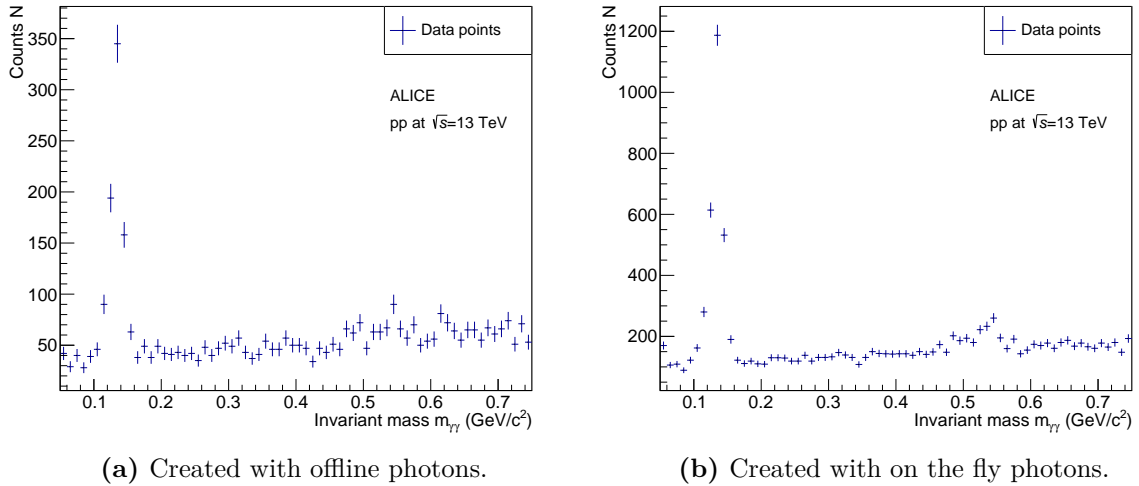 Counts N
350
300
250
200
150
100
50
0.1 0.2 0.3 0.4 0.5 0.6 0.7
Invariant mass mγγ (GeV/c²)
Data points
ALICE
pp at √s=13 TeV
(a) Created with offline photons.
Counts N
1200
1000
800
600
400
200
0.1 0.2 0.3 0.4 0.5 0.6 0.7
Invariant mass mγγ (GeV/c²)
Data points
ALICE
pp at √s=13 TeV
(b) Created with on the fly photons.